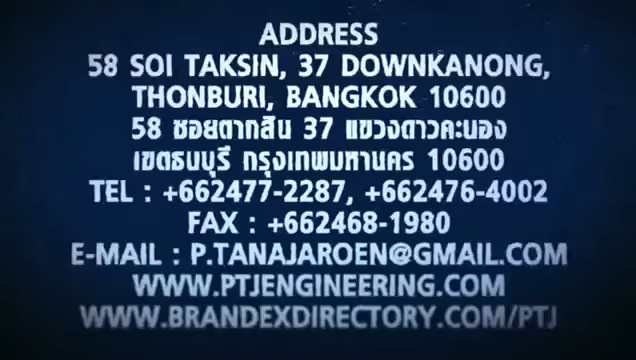 ADDRESS
58 SOI TAKSIN, 37 DOWNKANONG,
THONBURI, BANGKOK 10600
58 ซอยตากสิน 37 แขวงดาวคะนอง
เขตธนบุรี กรุงเทพมหานคร 10600
TEL : +662477-2287, +662476-4002
FAX : +662468-1980
E-MAIL : P.TANAJAROEN@GMAIL.COM
WWW.PTJENGINEERING.COM
WWW.BRANDEXDIRECTORY.COM/PTJ